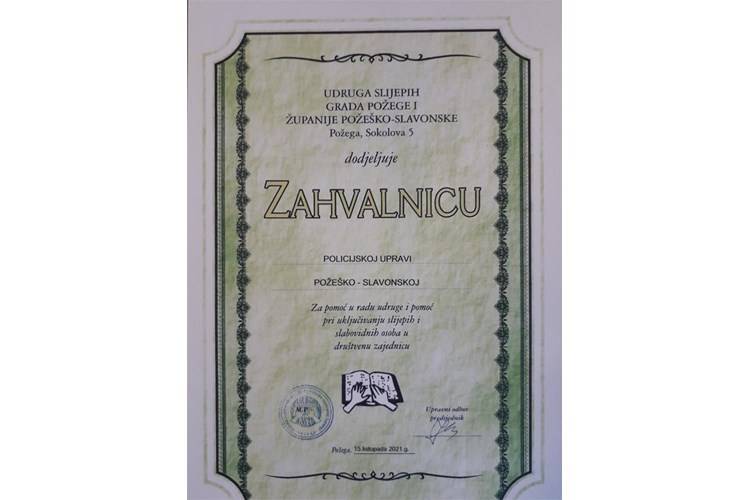 UDRUGA SLIJEPIH
GRADA POŽEGE I
ŽUPANIJE POŽEŠKO-SLAVONSKE
Požega, Sokolova 5
dodjeljuje
ZAHVALNICU
POLICIJSKOJ UPRAVI
POŽEŠKO - SLAVONSKOJ
Za pomoć u radu udruge i pomoć
pri uključivanju slijepih i
slabovidnih osoba u
društvenu zajednicu
Upravni odbor
predsjednik
Požega, 15.listopada 2021.g.